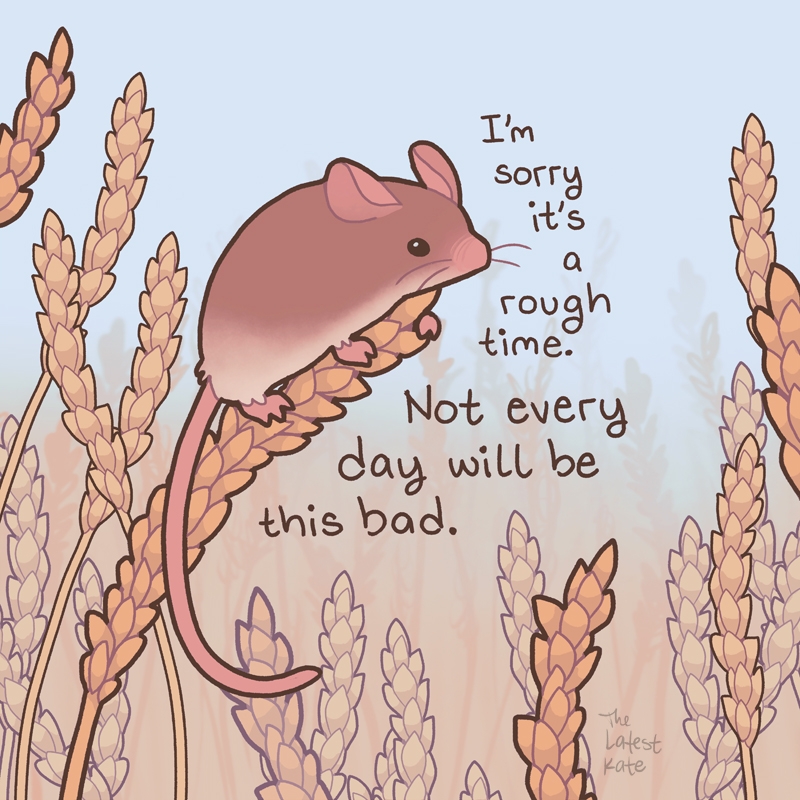 I'm
sorry
it's
a
rough
time.
Not every
day will be
this bad.
The
Latest
Kate